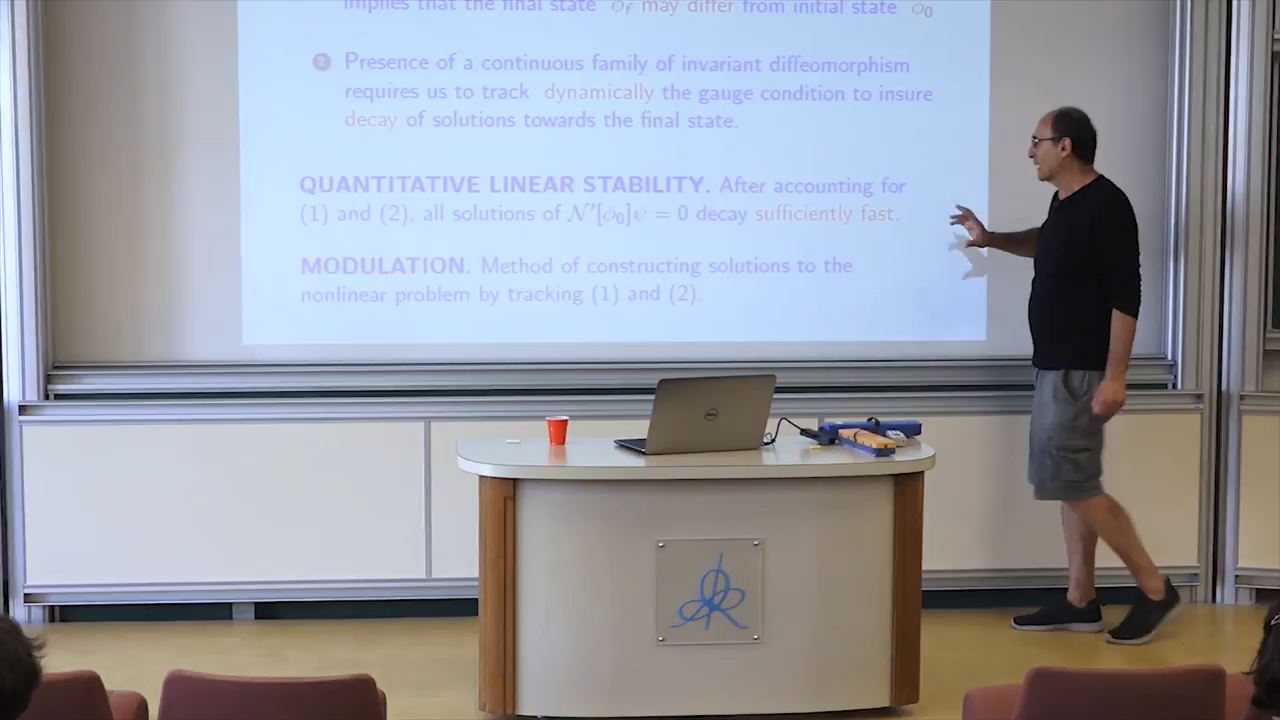 implies that the final state ϕ_f may differ from initial state ϕ_0
2 Presence of a continuous family of invariant diffeomorphism
requires us to track dynamically the gauge condition to insure
decay of solutions towards the final state.
QUANTITATIVE LINEAR STABILITY. After accounting for
(1) and (2), all solutions of 𝒩′[ϕ_0]ψ = 0 decay sufficiently fast.
MODULATION. Method of constructing solutions to the
nonlinear problem by tracking (1) and (2).
DELL